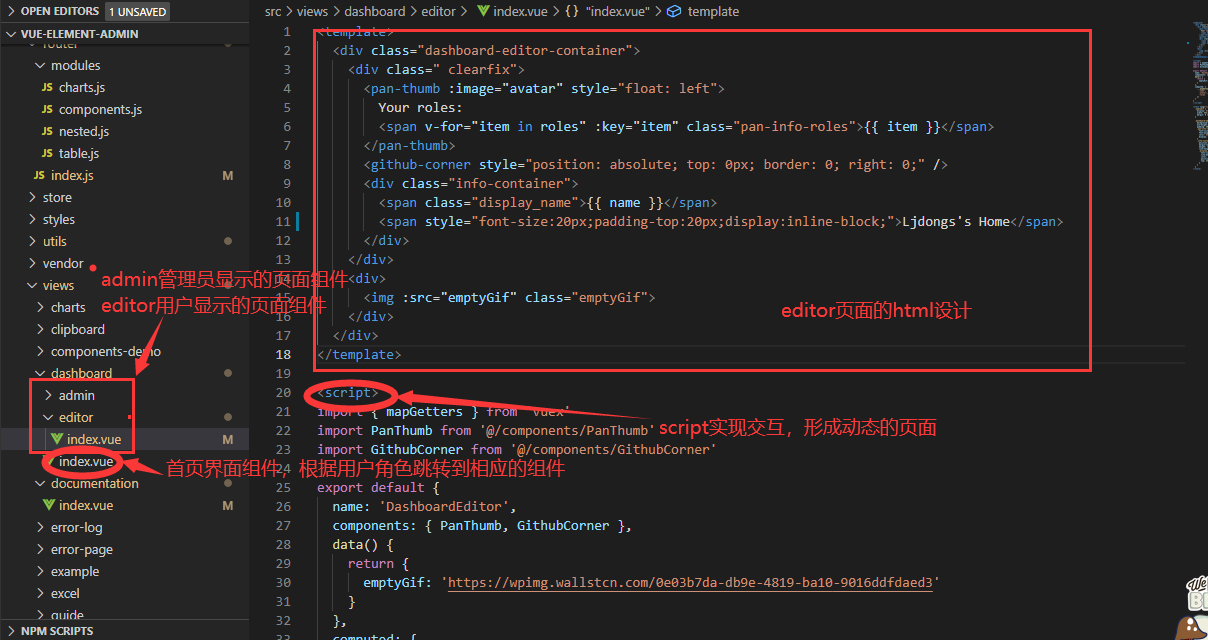 OPEN EDITORS 1 UNSAVED
VUE-ELEMENT-ADMIN
router
modules
JS charts.js
JS components.js
JS nested.js
JS table.js
JS index.js M
store
styles
utils
vendor
views
charts
clipboard
components-demo
dashboard
admin
editor
index.vue M
index.vue
documentation
index.vue M
error-log
error-page
example
excel
guide
NPM SCRIPTS
admin管理员显示的页面组件
editor用户显示的页面组件
首页界面组件，根据用户角色跳转到相应的组件
src > views > dashboard > editor > index.vue > {} "index.vue" > template
1 <template>
2 <div class="dashboard-editor-container">
3 <div class=" clearfix">
4 <pan-thumb :image="avatar" style="float: left">
5 Your roles:
6 <span v-for="item in roles" :key="item" class="pan-info-roles">{{ item }}</span>
7 </pan-thumb>
8 <github-corner style="position: absolute; top: 0px; border: 0; right: 0;" />
9 <div class="info-container">
10 <span class="display_name">{{ name }}</span>
11 <span style="font-size:20px;padding-top:20px;display:inline-block;">Ljdongs's Home</span>
12 </div>
13 </div>
14 <div>
15 <img :src="emptyGif" class="emptyGif">
16 </div>
17 </div>
18 </template>
19
20 <script>
21 import { mapGetters } from 'vuex'
22 import PanThumb from '@/components/PanThumb'
23 import GithubCorner from '@/components/GithubCorner'
24
25 export default {
26 name: 'DashboardEditor',
27 components: { PanThumb, GithubCorner },
28 data() {
29 return {
30 emptyGif: 'https://wpimg.wallstcn.com/0e03b7da-db9e-4819-ba10-9016ddfdaed3'
31 }
32 },
33 computed: {
editor页面的html设计
script实现交互，形成动态的页面